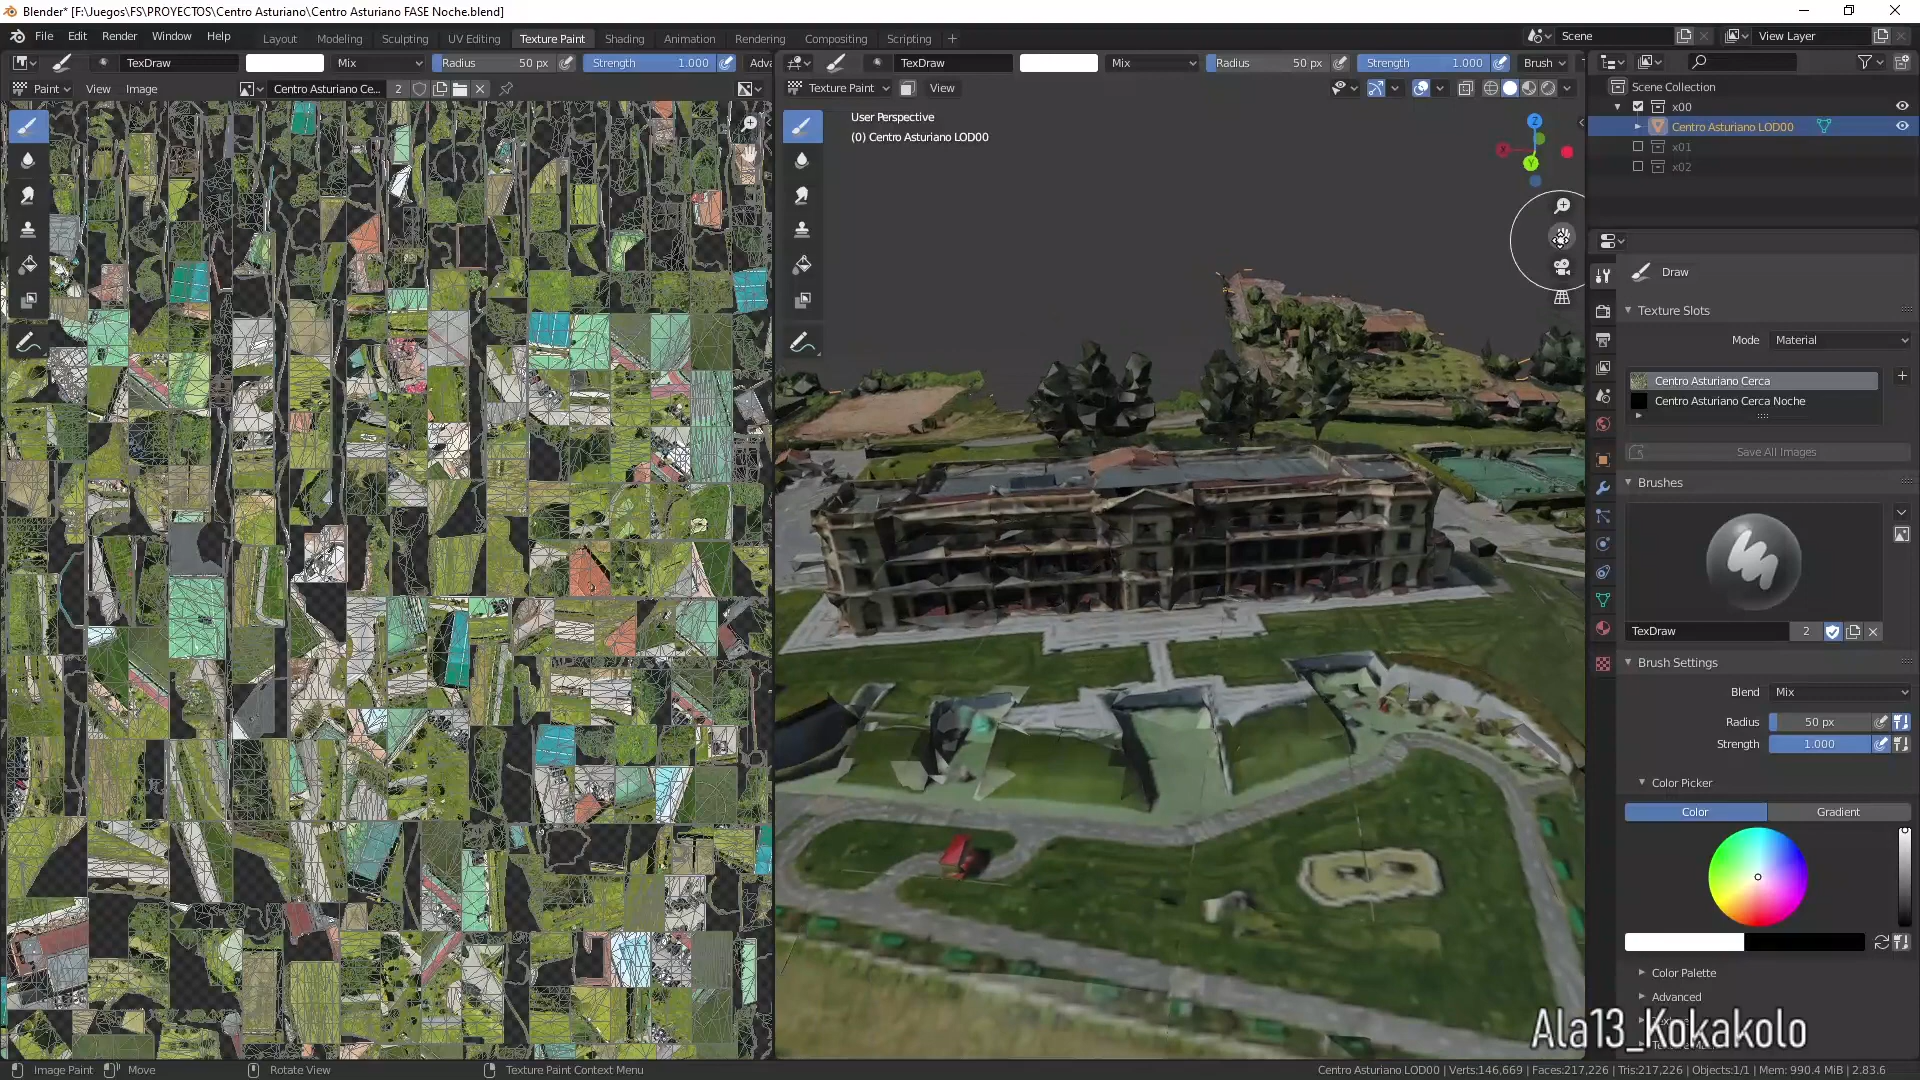 Blender* [F:\Juegos\FS\PROYECTOS\Centro Asturiano\Centro Asturiano FASE Noche.blend]
File Edit Render Window Help
Layout Modeling Sculpting UV Editing Texture Paint Shading Animation Rendering Compositing Scripting +
Scene
View Layer
TexDraw Mix Radius 50 px Strength 1.000 Adva
TexDraw Mix Radius 50 px Strength 1.000 Brush
Paint View Image Centro Asturiano Ce... 2
Texture Paint View
User Perspective
(0) Centro Asturiano LOD00
Z
X
Y
Scene Collection
x00
Centro Asturiano LOD00
x01
x02
Draw
Texture Slots
Mode Material
Centro Asturiano Cerca
Centro Asturiano Cerca Noche
Save All Images
Brushes
TexDraw 2
Brush Settings
Blend Mix
Radius 50 px
Strength 1.000
Color Picker
Color Gradient
Color Palette
Advanced
Ala13_Kokakolo
Image Paint Move Rotate View Texture Paint Context Menu
Centro Asturiano LOD00 | Verts:146,669 | Faces:217,226 | Tris:217,226 | Objects:1/1 | Mem: 990.4 MiB | 2.83.6